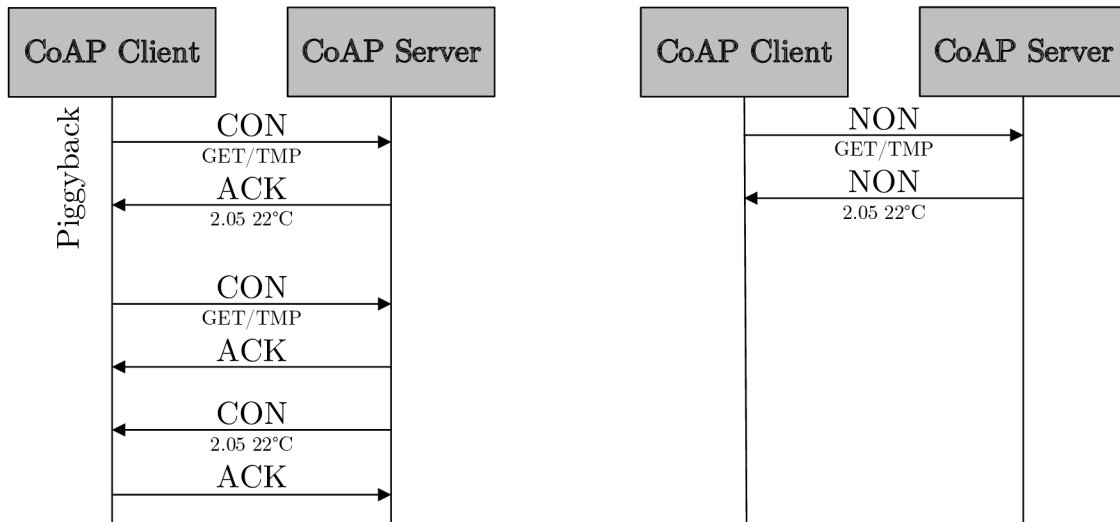 CoAP Client
CoAP Server
Piggyback
CON
GET/TMP
ACK
2.05 22°C
CON
GET/TMP
ACK
CON
2.05 22°C
ACK
CoAP Client
CoAP Server
NON
GET/TMP
NON
2.05 22°C